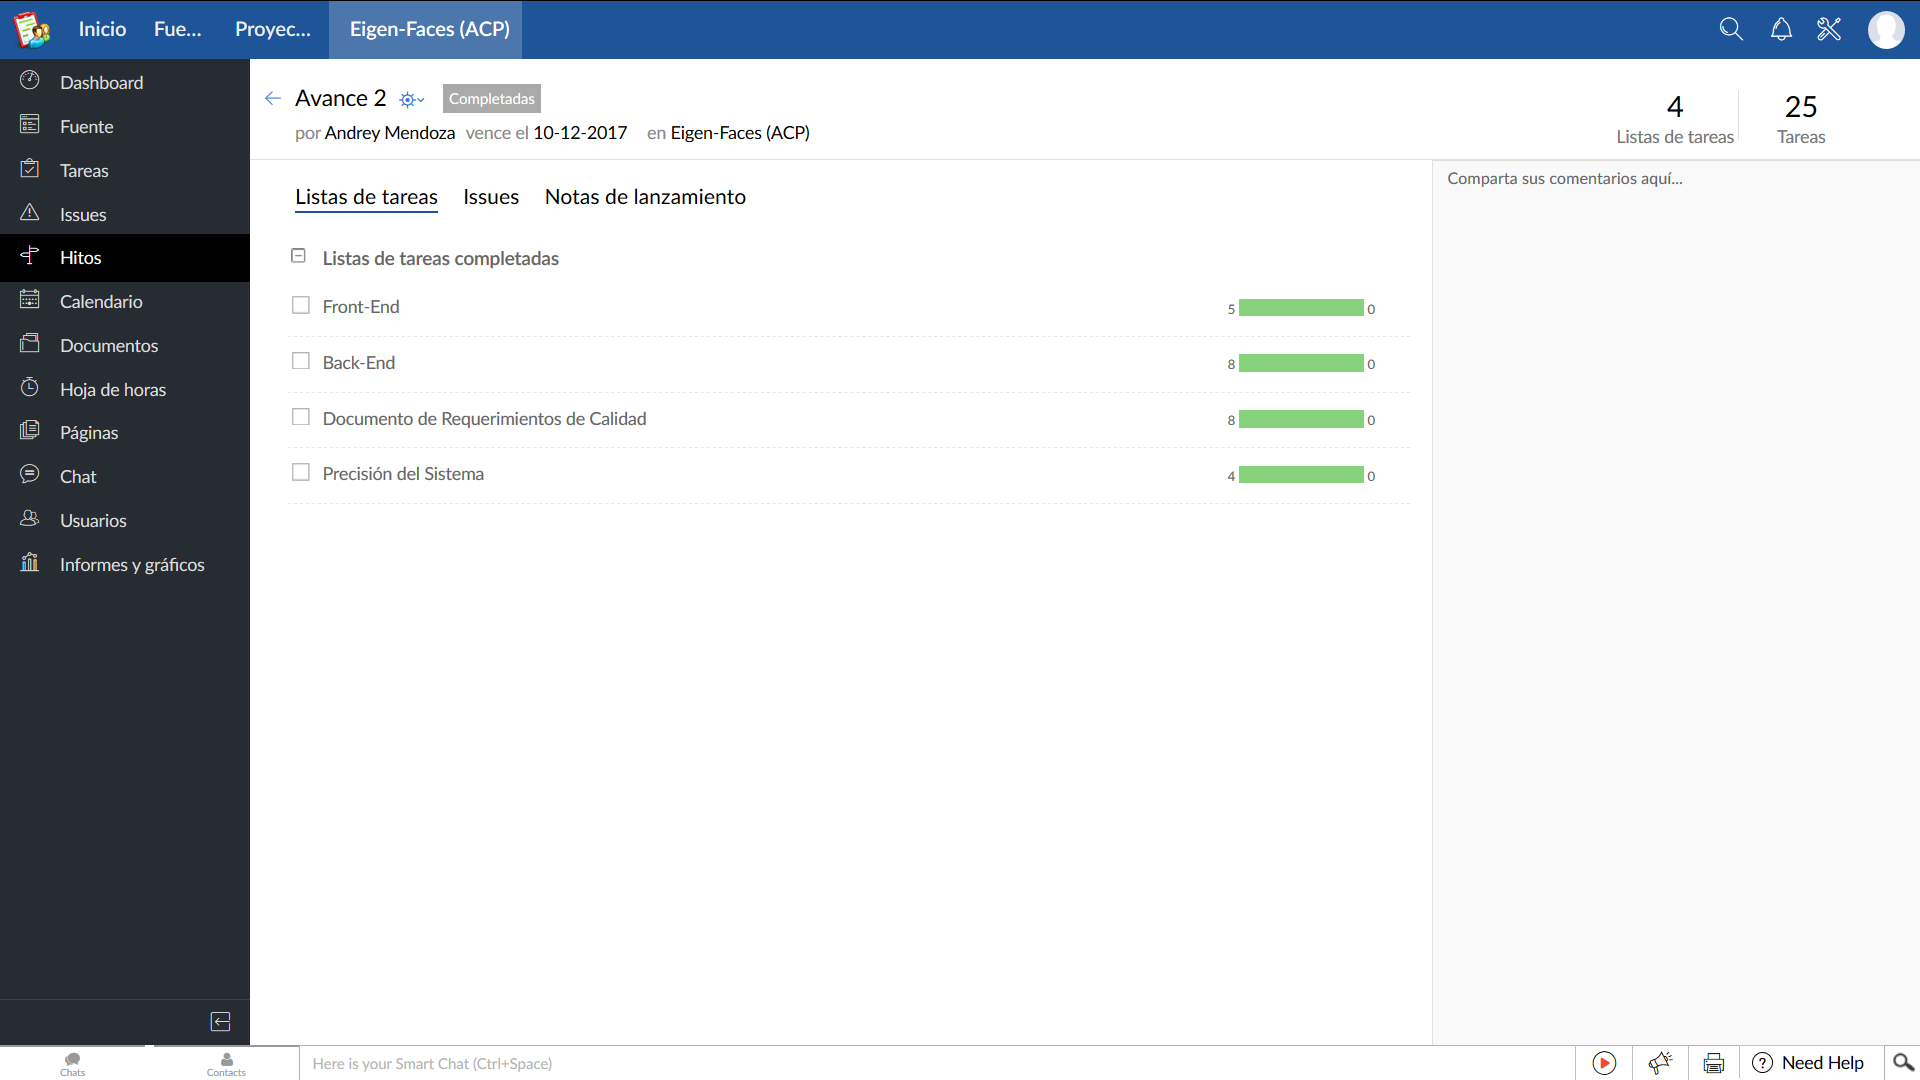 Inicio Fue... Proyec... Eigen-Faces (ACP)
Dashboard
Fuente
Tareas
Issues
Hitos
Calendario
Documentos
Hoja de horas
Páginas
Chat
Usuarios
Informes y gráficos
Avance 2 Completadas
por Andrey Mendoza vence el 10-12-2017 en Eigen-Faces (ACP)
4 25
Listas de tareas Tareas
Listas de tareas Issues Notas de lanzamiento
Comparta sus comentarios aquí...
Listas de tareas completadas
Front-End 5 0
Back-End 8 0
Documento de Requerimientos de Calidad 8 0
Precisión del Sistema 4 0
Chats Contacts Here is your Smart Chat (Ctrl+Space) Need Help